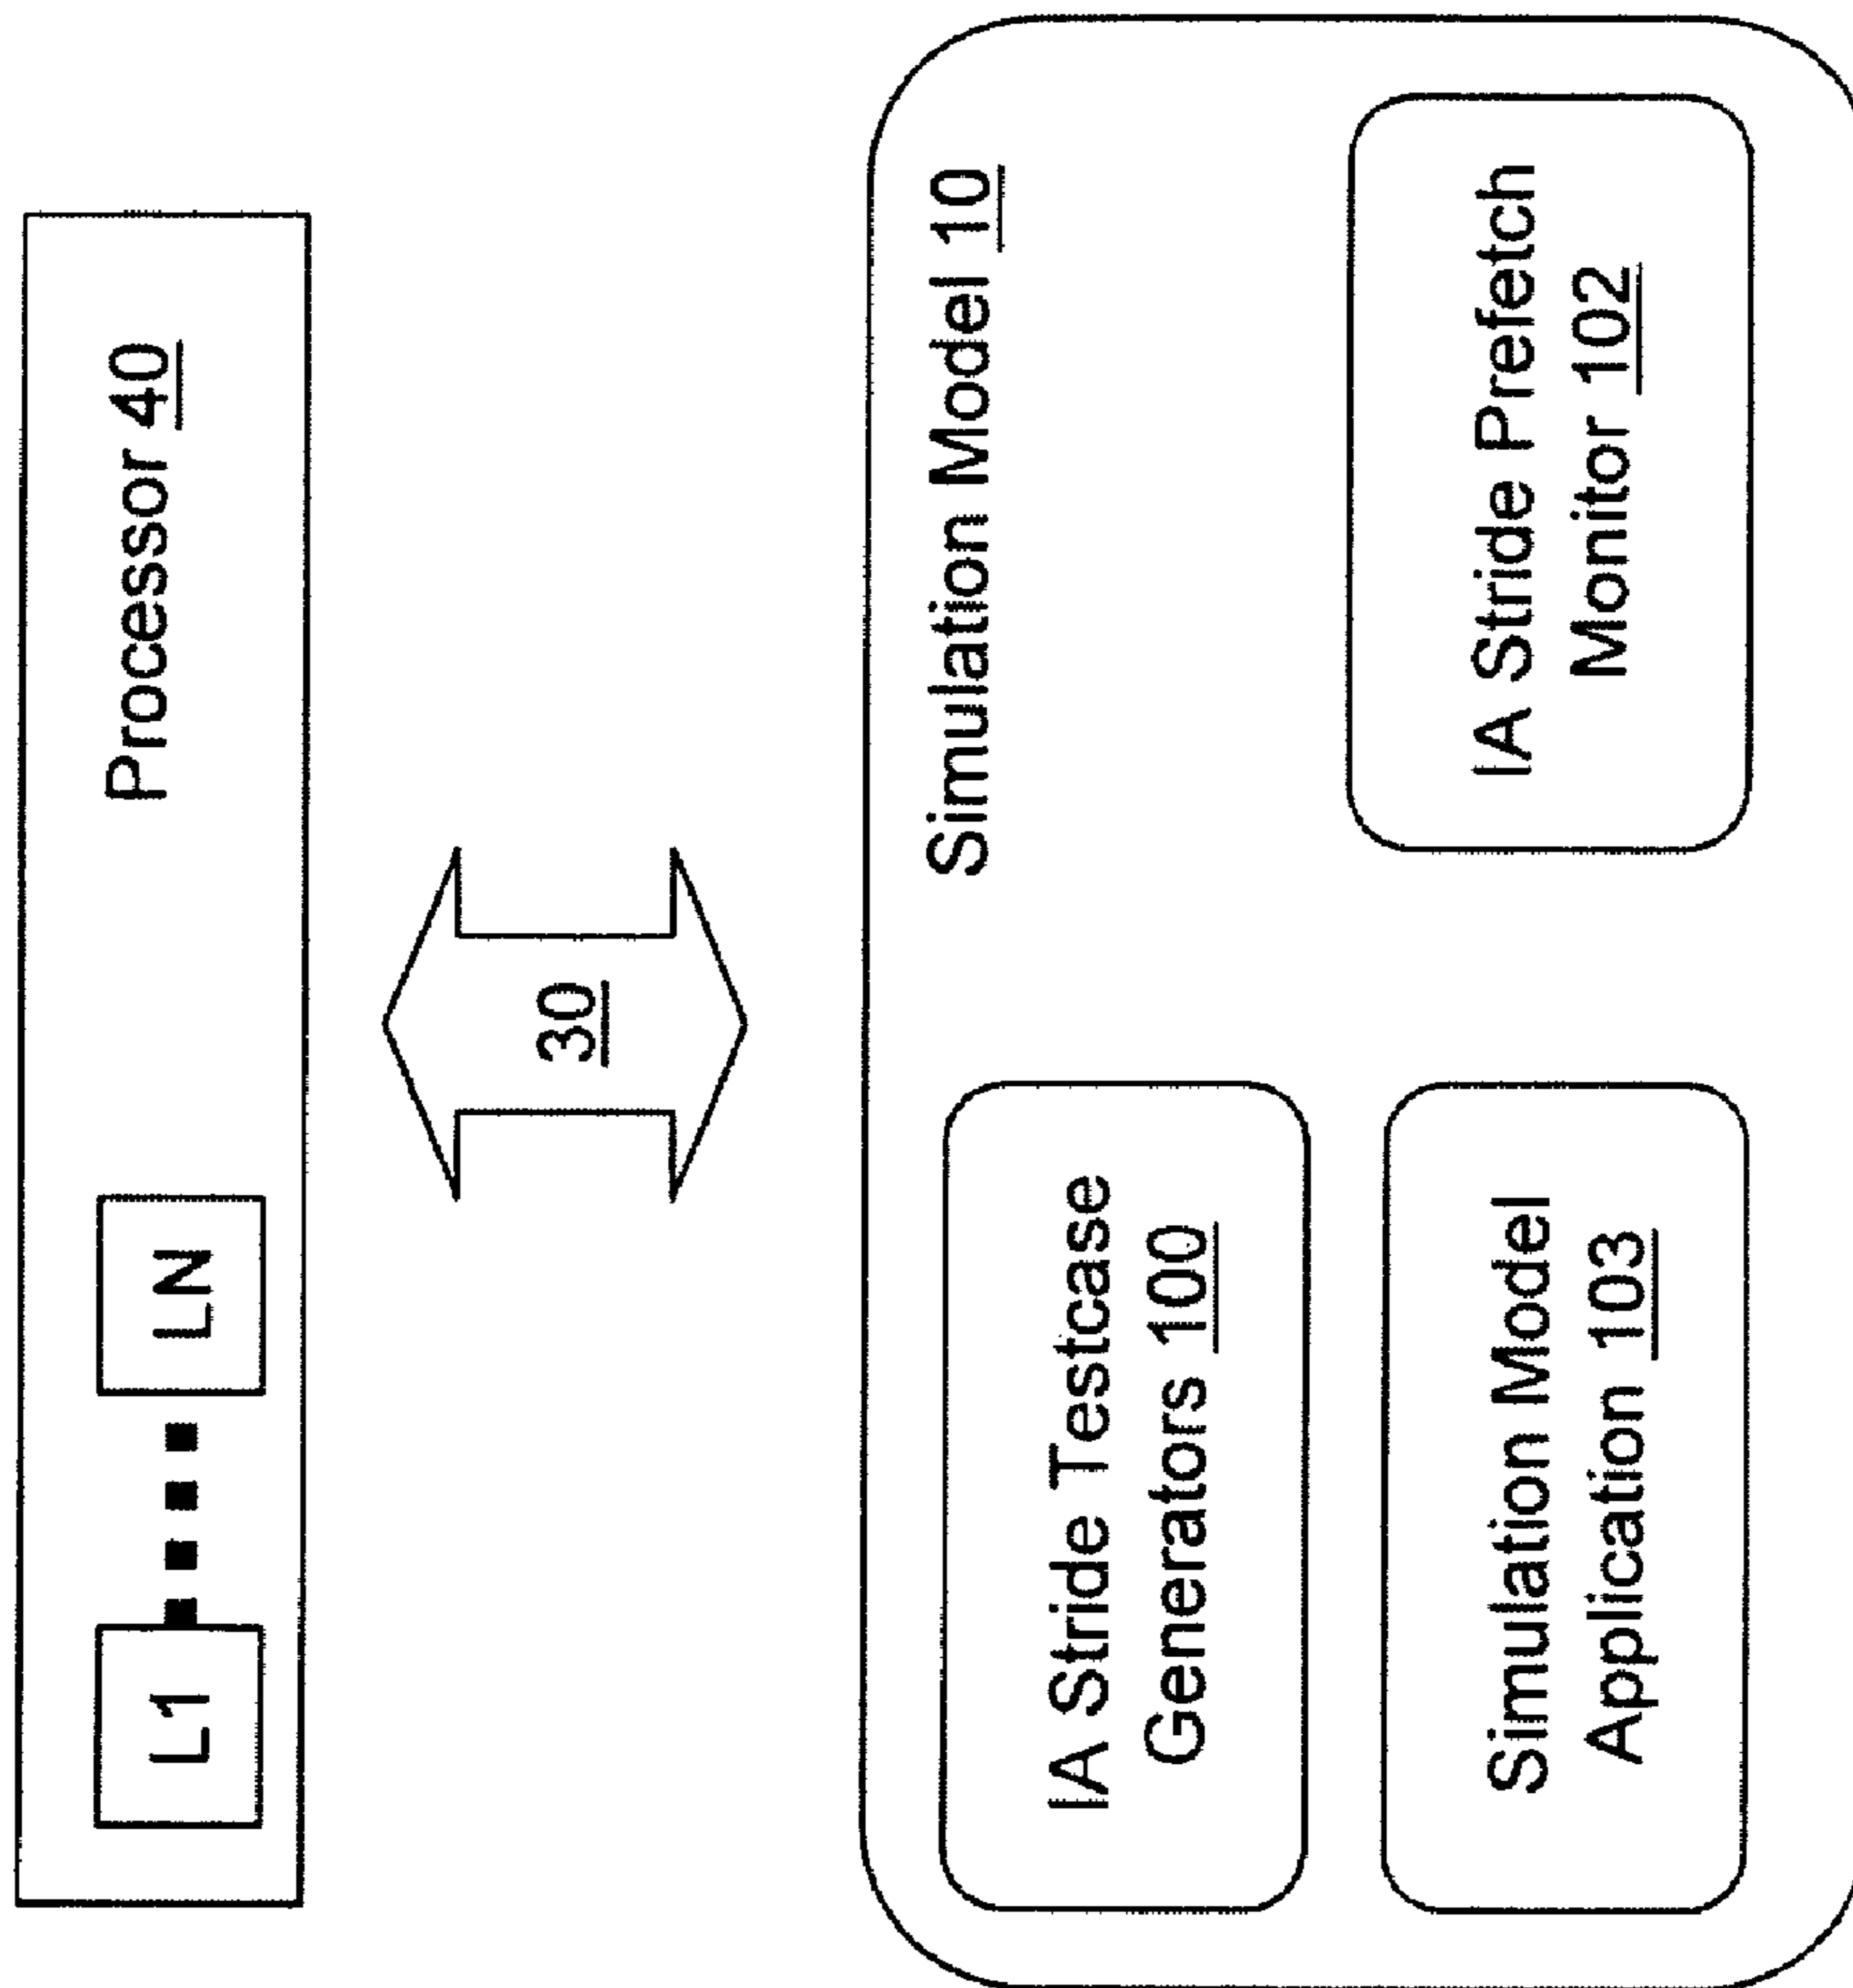 Processor 40
L1
LN
30
Simulation Model 10
IA Stride Testcase
Generators 100
Simulation Model
Application 103
IA Stride Prefetch
Monitor 102